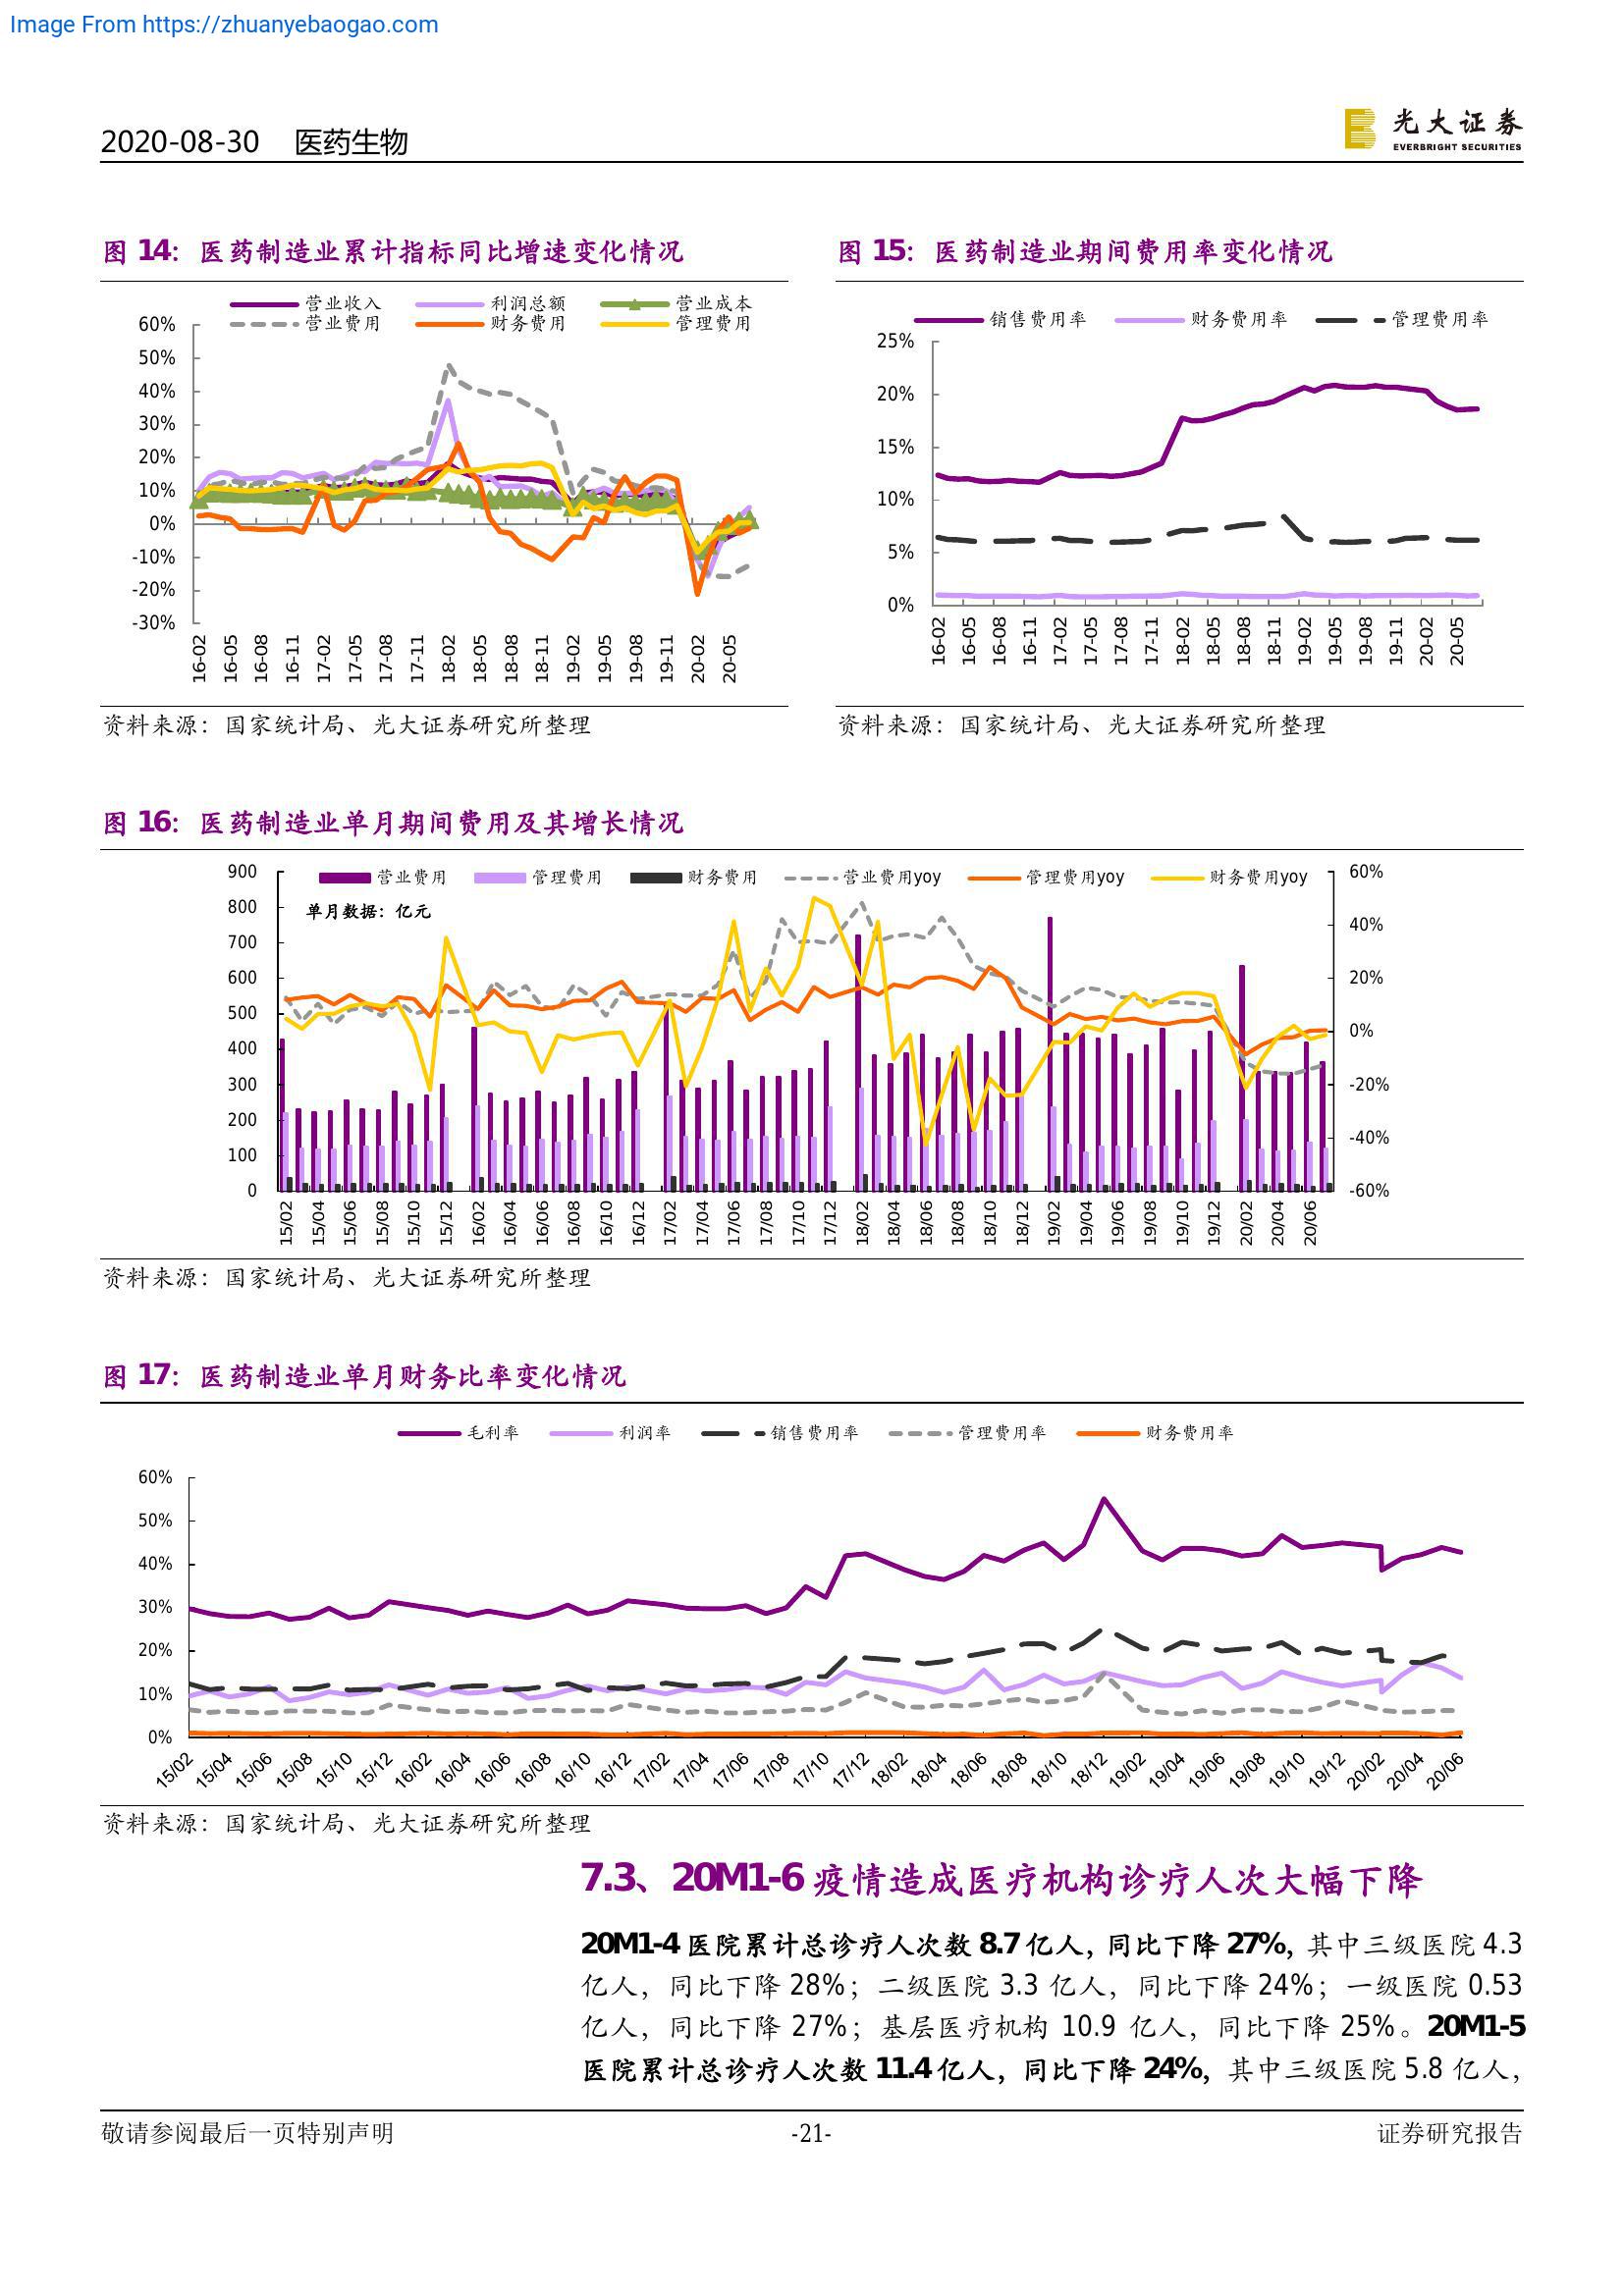 Image From https://zhuanyebaogao.com
2020-08-30 医药生物
光大证券
EVERBRIGHT SECURITIES
图 14：医药制造业累计指标同比增速变化情况
营业收入 利润总额 营业成本
营业费用 财务费用 管理费用
60%
50%
40%
30%
20%
10%
0%
-10%
-20%
-30%
16-02 16-05 16-08 16-11 17-02 17-05 17-08 17-11 18-02 18-05 18-08 18-11 19-02 19-05 19-08 19-11 20-02 20-05
资料来源：国家统计局、光大证券研究所整理
图 15：医药制造业期间费用率变化情况
销售费用率 财务费用率 管理费用率
25%
20%
15%
10%
5%
0%
16-02 16-05 16-08 16-11 17-02 17-05 17-08 17-11 18-02 18-05 18-08 18-11 19-02 19-05 19-08 19-11 20-02 20-05
资料来源：国家统计局、光大证券研究所整理
图 16：医药制造业单月期间费用及其增长情况
营业费用 管理费用 财务费用 营业费用yoy 管理费用yoy 财务费用yoy
单月数据：亿元
900
800
700
600
500
400
300
200
100
0
60%
40%
20%
0%
-20%
-40%
-60%
15/02 15/04 15/06 15/08 15/10 15/12 16/02 16/04 16/06 16/08 16/10 16/12 17/02 17/04 17/06 17/08 17/10 17/12 18/02 18/04 18/06 18/08 18/10 18/12 19/02 19/04 19/06 19/08 19/10 19/12 20/02 20/04 20/06
资料来源：国家统计局、光大证券研究所整理
图 17：医药制造业单月财务比率变化情况
毛利率 利润率 销售费用率 管理费用率 财务费用率
60%
50%
40%
30%
20%
10%
0%
15/02 15/04 15/06 15/08 15/10 15/12 16/02 16/04 16/06 16/08 16/10 16/12 17/02 17/04 17/06 17/08 17/10 17/12 18/02 18/04 18/06 18/08 18/10 18/12 19/02 19/04 19/06 19/08 19/10 19/12 20/02 20/04 20/06
资料来源：国家统计局、光大证券研究所整理
7.3、20M1-6 疫情造成医疗机构诊疗人次大幅下降
20M1-4 医院累计总诊疗人次数 8.7 亿人，同比下降 27%，其中三级医院 4.3
亿人，同比下降 28%；二级医院 3.3 亿人，同比下降 24%；一级医院 0.53
亿人，同比下降 27%；基层医疗机构 10.9 亿人，同比下降 25%。20M1-5
医院累计总诊疗人次数 11.4 亿人，同比下降 24%，其中三级医院 5.8 亿人，
敬请参阅最后一页特别声明 -21- 证券研究报告